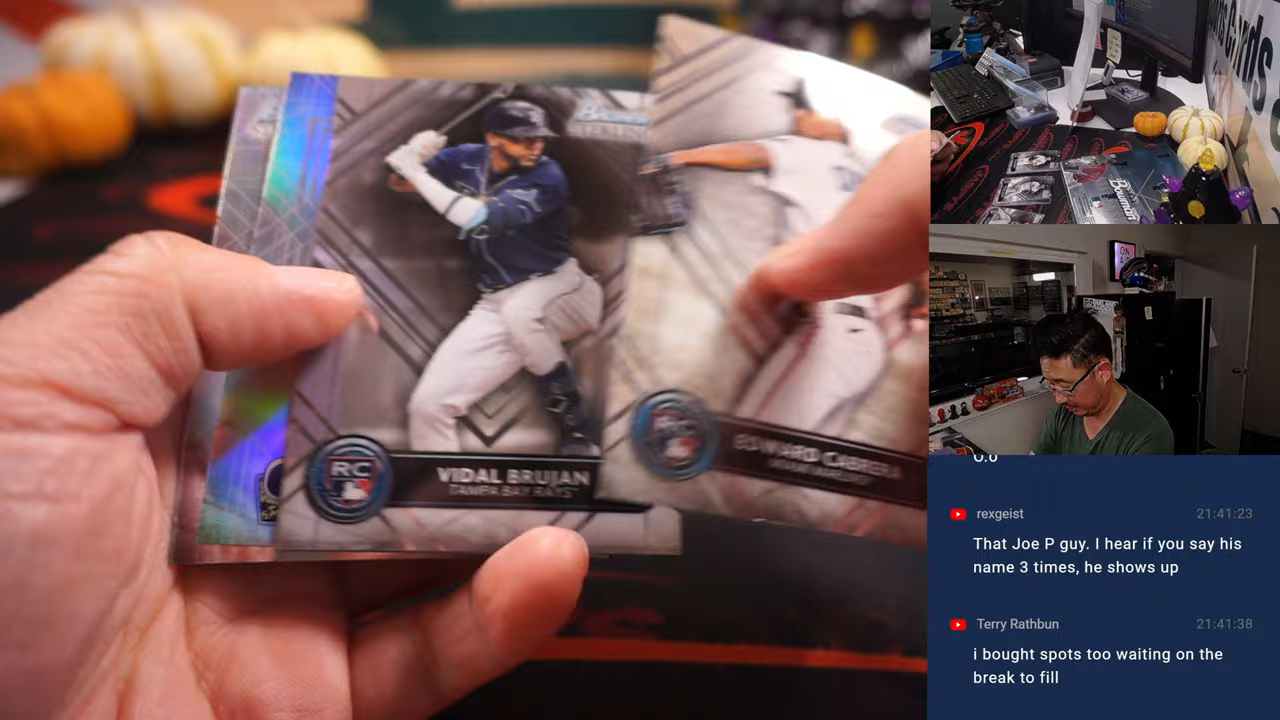 VIDAL BRUJAN
TAMPA BAY RAYS
RC
EDWARD CABRERA
RC
Bowman
O.o
rexgeist
21:41:23
That Joe P guy. I hear if you say his
name 3 times, he shows up
Terry Rathbun
21:41:38
i bought spots too waiting on the
break to fill